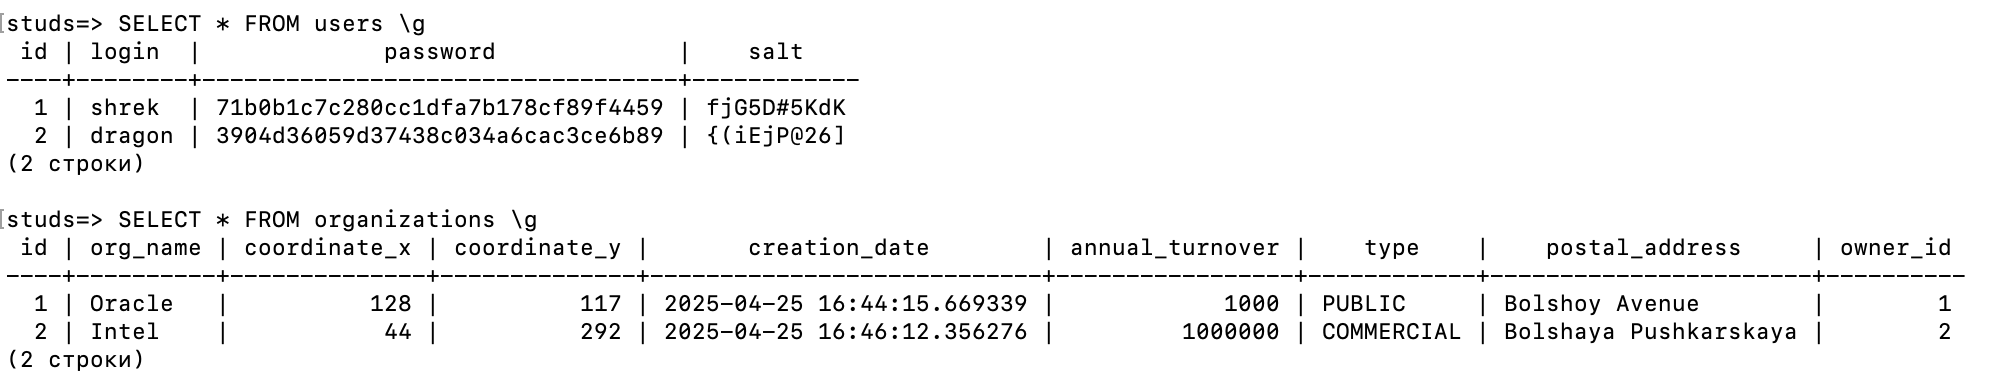 studs=> SELECT * FROM users \g
 id | login  |             password             |    salt
----+--------+----------------------------------+------------
  1 | shrek  | 71b0b1c7c280cc1dfa7b178cf89f4459 | fjG5D#5KdK
  2 | dragon | 3904d36059d37438c034a6cac3ce6b89 | {(iEjP@26]
(2 строки)

studs=> SELECT * FROM organizations \g
 id | org_name | coordinate_x | coordinate_y |       creation_date        | annual_turnover |    type    |    postal_address    | owner_id
----+----------+--------------+--------------+----------------------------+-----------------+------------+----------------------+----------
  1 | Oracle   |          128 |          117 | 2025-04-25 16:44:15.669339 |            1000 | PUBLIC     | Bolshoy Avenue       |        1
  2 | Intel    |           44 |          292 | 2025-04-25 16:46:12.356276 |         1000000 | COMMERCIAL | Bolshaya Pushkarskaya |        2
(2 строки)